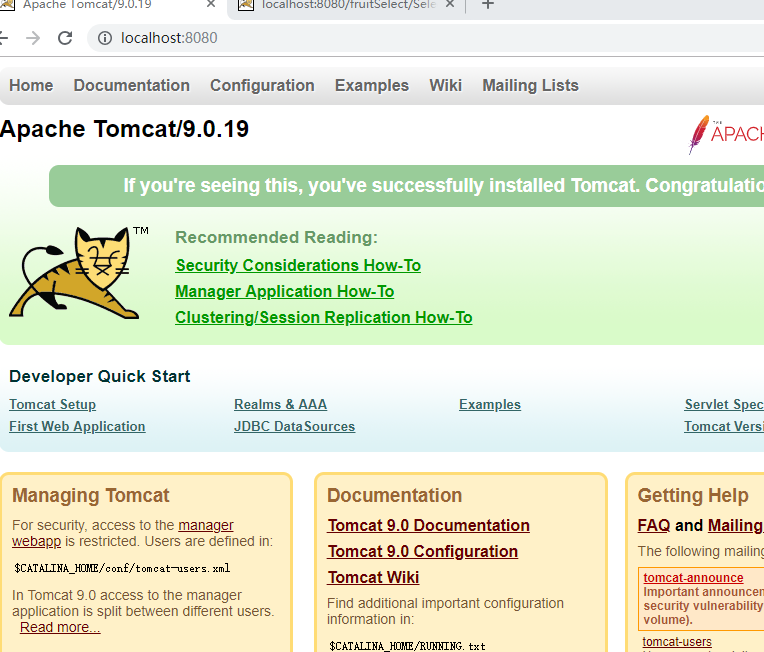 Apache Tomcat/9.0.19
localhost:8080/fruitSelect/Sele
localhost:8080
Home Documentation Configuration Examples Wiki Mailing Lists
Apache Tomcat/9.0.19
THE
APACH
If you're seeing this, you've successfully installed Tomcat. Congratulatio
TM
Recommended Reading:
Security Considerations How-To
Manager Application How-To
Clustering/Session Replication How-To
Developer Quick Start
Tomcat Setup
First Web Application
Realms & AAA
JDBC DataSources
Examples
Servlet Spec
Tomcat Versi
Managing Tomcat
For security, access to the manager
webapp is restricted. Users are defined in:
$CATALINA_HOME/conf/tomcat-users.xml
In Tomcat 9.0 access to the manager
application is split between different users.
Read more...
Documentation
Tomcat 9.0 Documentation
Tomcat 9.0 Configuration
Tomcat Wiki
Find additional important configuration
information in:
$CATALINA_HOME/RUNNING.txt
Getting Help
FAQ and Mailing
The following mailing
tomcat-announce
Important announcem
security vulnerability
volume).
tomcat-users